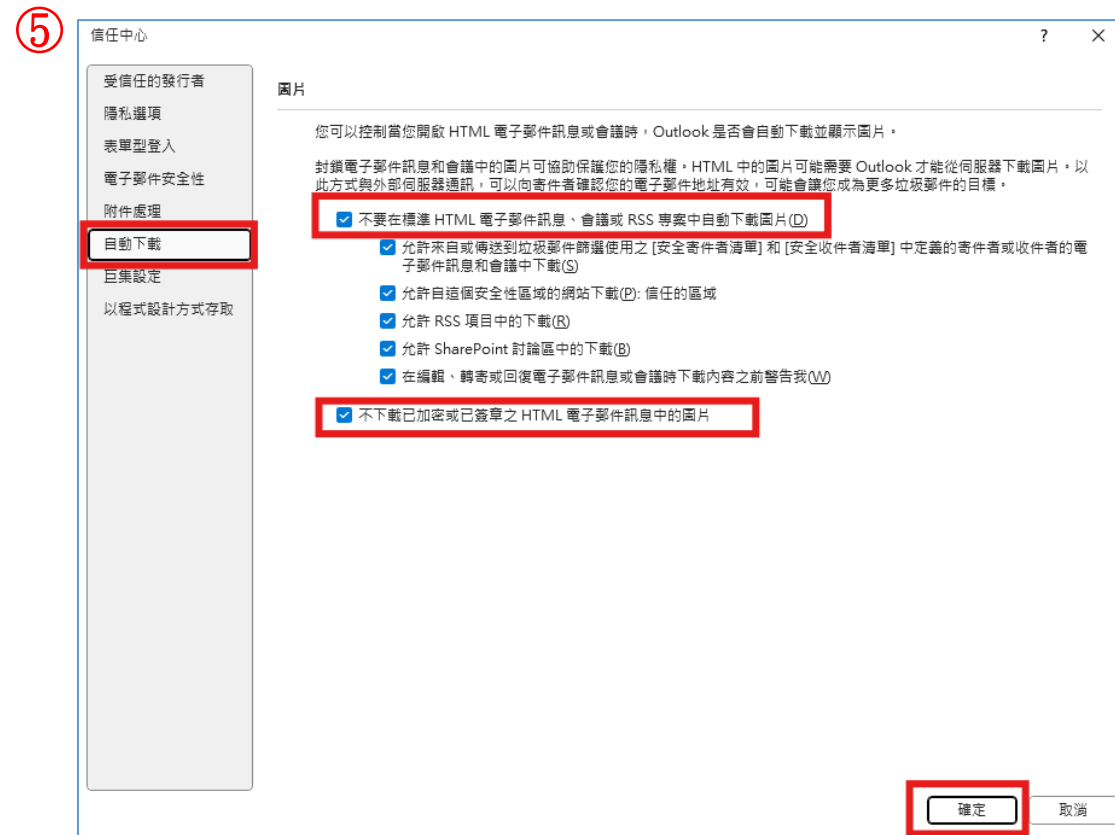 ⑤
信任中心
?
受信任的發行者
隱私選項
表單型登入
電子郵件安全性
附件處理
自動下載
巨集設定
以程式設計方式存取
圖片
您可以控制當您開啟 HTML 電子郵件訊息或會議時，Outlook 是否會自動下載並顯示圖片。
封鎖電子郵件訊息和會議中的圖片可協助保護您的隱私權。HTML 中的圖片可能需要 Outlook 才能從伺服器下載圖片。以
此方式與外部伺服器通訊，可以向寄件者確認您的電子郵件地址有效，可能會讓您成為更多垃圾郵件的目標。
不要在標準 HTML 電子郵件訊息、會議或 RSS 專案中自動下載圖片(D)
允許來自或傳送到垃圾郵件篩選使用之 [安全寄件者清單] 和 [安全收件者清單] 中定義的寄件者或收件者的電
子郵件訊息和會議中下載(S)
允許自這個安全性區域的網站下載(P): 信任的區域
允許 RSS 項目中的下載(R)
允許 SharePoint 討論區中的下載(B)
在編輯、轉寄或回復電子郵件訊息或會議時下載內容之前警告我(W)
不下載已加密或已簽章之 HTML 電子郵件訊息中的圖片
確定
取消